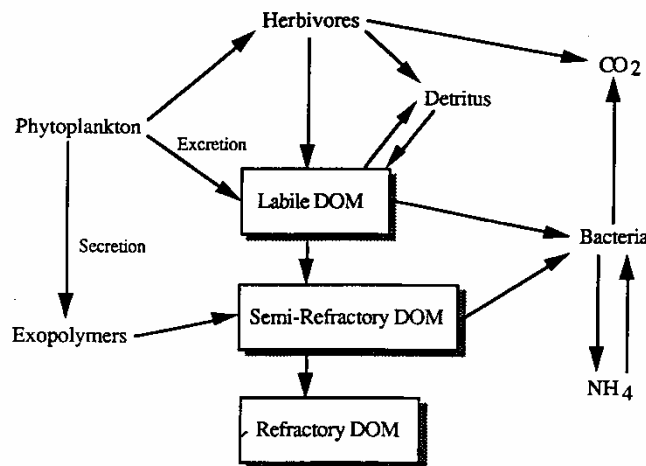 Herbivores
CO2
Detritus
Phytoplankton
Excretion
Labile DOM
Bacteria
Secretion
Semi-Refractory DOM
Exopolymers
NH4
Refractory DOM